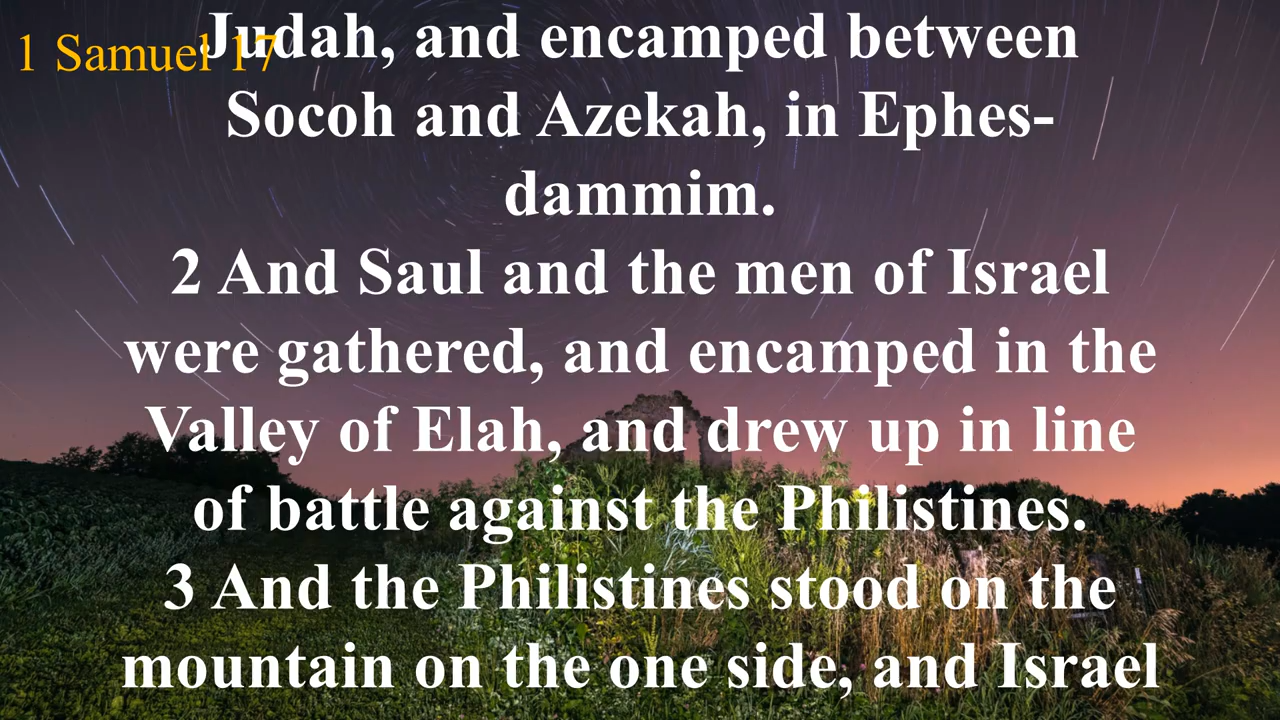 1 Samuel 17
Judah, and encamped between
Socoh and Azekah, in Ephes-
dammim.
2 And Saul and the men of Israel
were gathered, and encamped in the
Valley of Elah, and drew up in line
of battle against the Philistines.
3 And the Philistines stood on the
mountain on the one side, and Israel